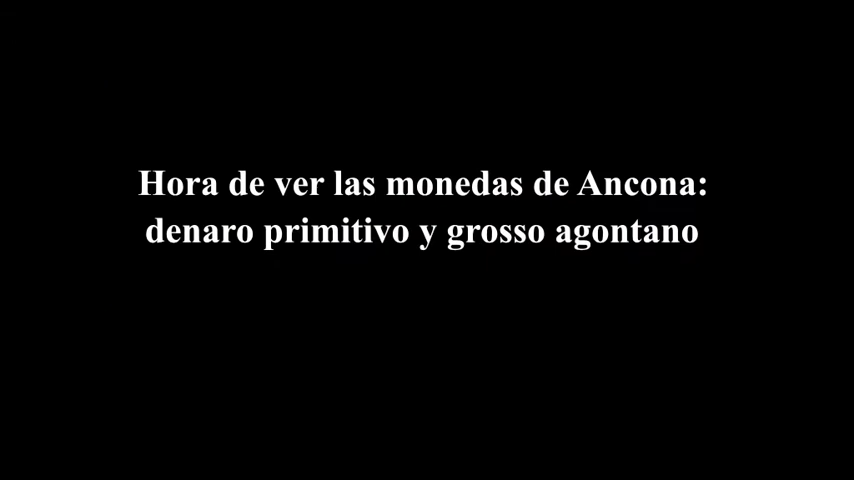 Hora de ver las monedas de Ancona:
denaro primitivo y grosso agontano